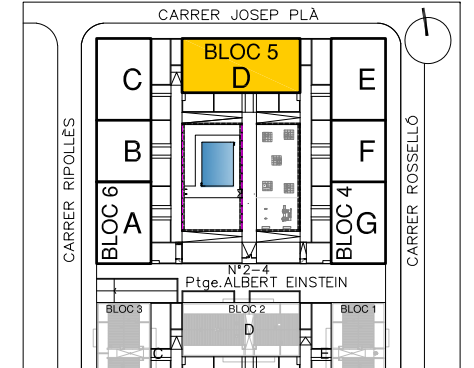 CARRER JOSEP PLÀ
BLOC 5
C D E
CARRER RIPOLLÈS
B F
CARRER ROSSELLÓ
BLOC 6 A
BLOC 4 G
Nº2-4
Ptge.ALBERT EINSTEIN
BLOC 3 BLOC 2 BLOC 1
D
C E